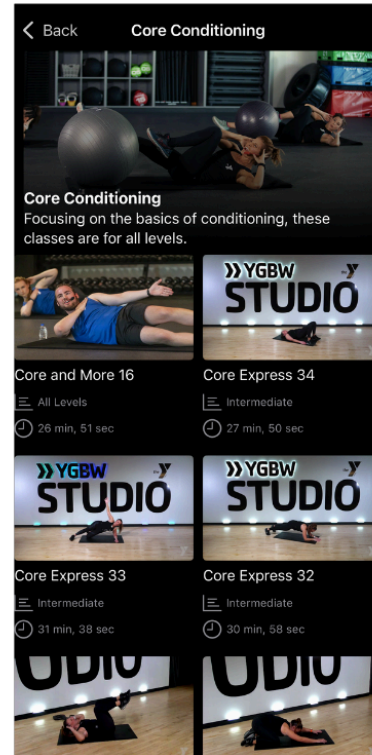 Back
Core Conditioning
Core Conditioning
Focusing on the basics of conditioning, these
classes are for all levels.
YGBW
STUDIO
Core and More 16
Core Express 34
All Levels
Intermediate
26 min, 51 sec
27 min, 50 sec
YGBW
STUDIO
YGBW
STUDIO
Core Express 33
Core Express 32
Intermediate
Intermediate
31 min, 38 sec
30 min, 58 sec
UDIO
UDIO